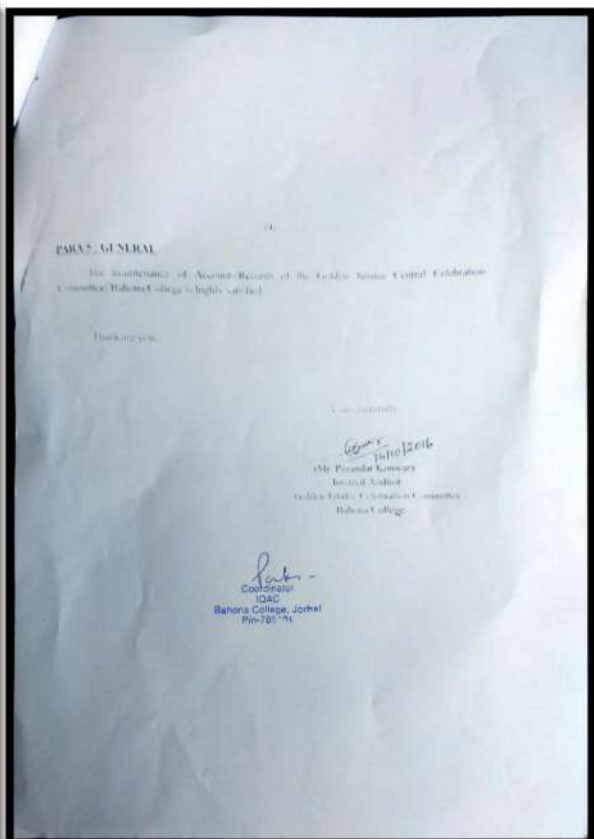 (4)
PARA 5 GENERAL
The maintenance of Account Records of the Golden Jubilee Central Celebration
Committee, Bahona College is highly satisfied
Thanking you,
Yours faithfully
14/10/2016
(Mr. Konwar)
Internal Auditor
Golden Jubilee Celebration Committee
Bahona College
Coordinator
IQAC
Bahona College, Jorhat
Pin-785